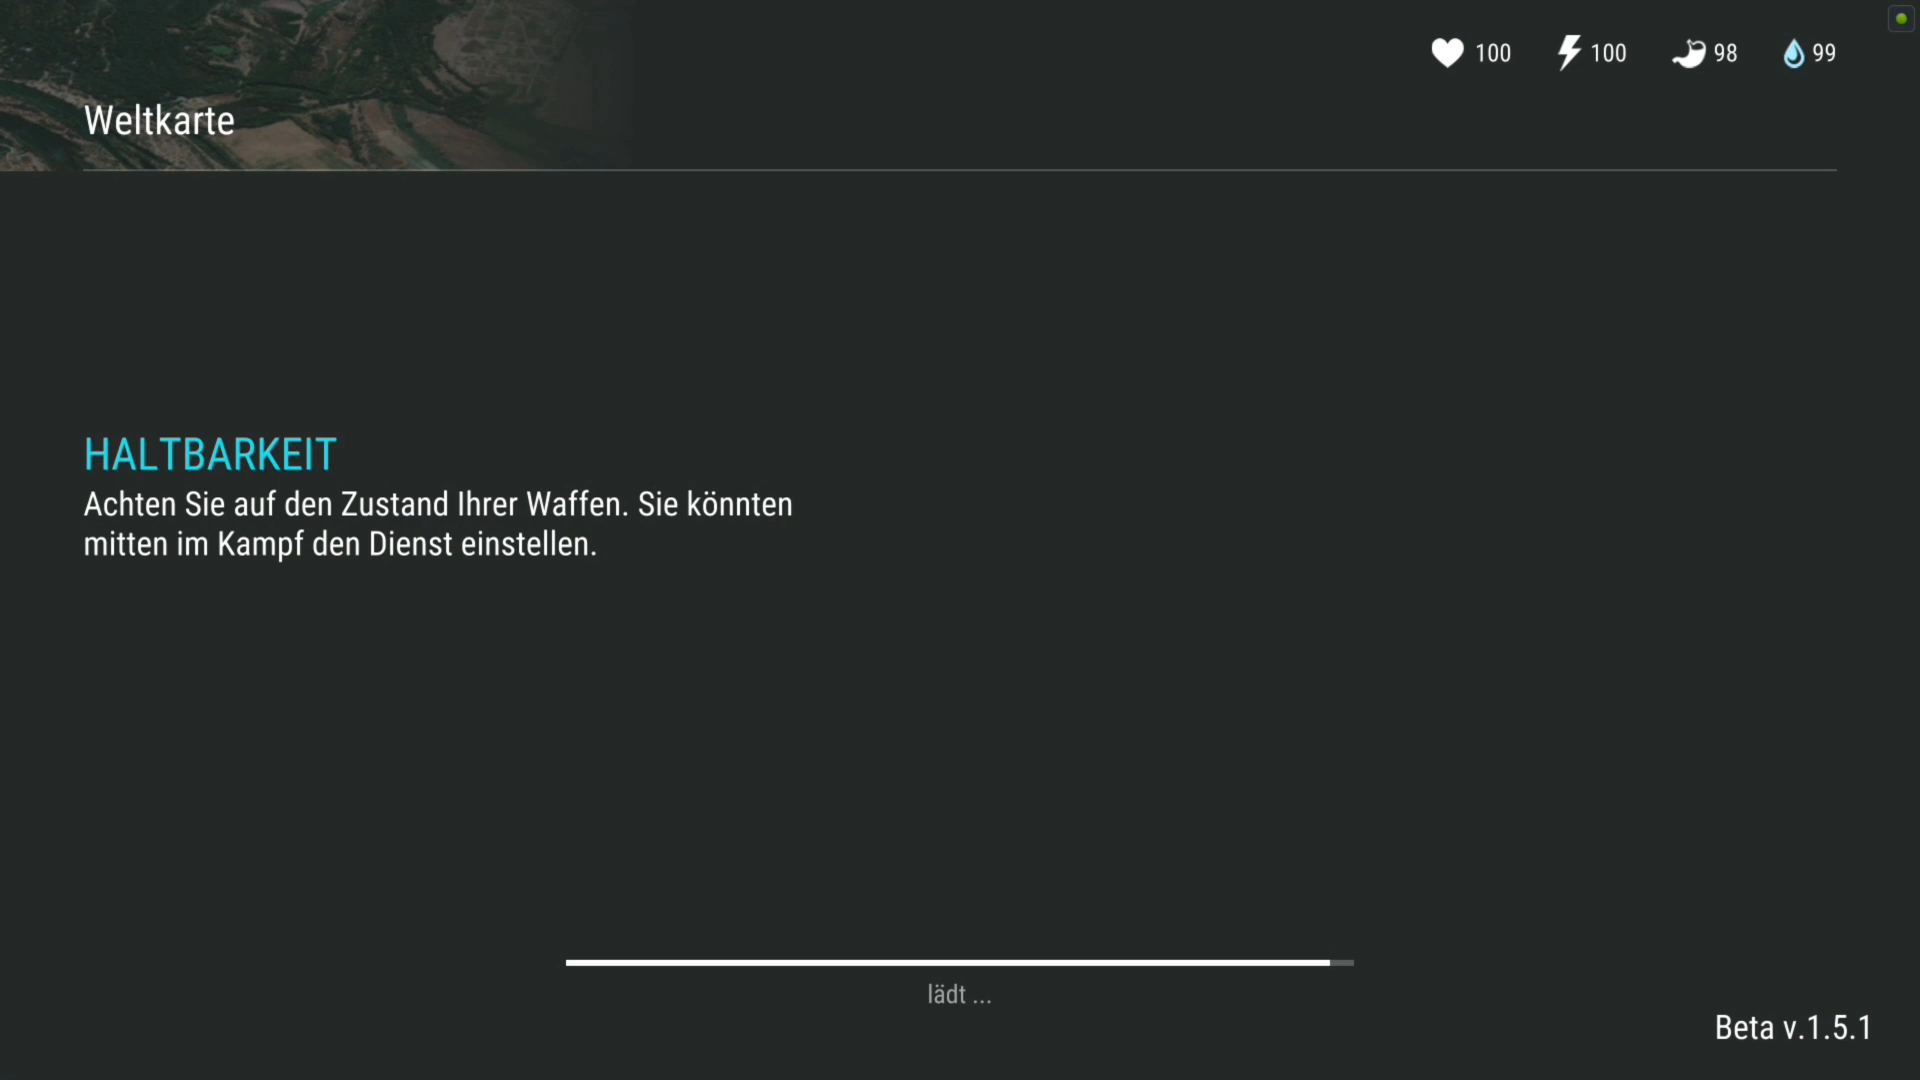 100 100 98 99
Weltkarte
HALTBARKEIT
Achten Sie auf den Zustand Ihrer Waffen. Sie könnten
mitten im Kampf den Dienst einstellen.
lädt ...
Beta v.1.5.1